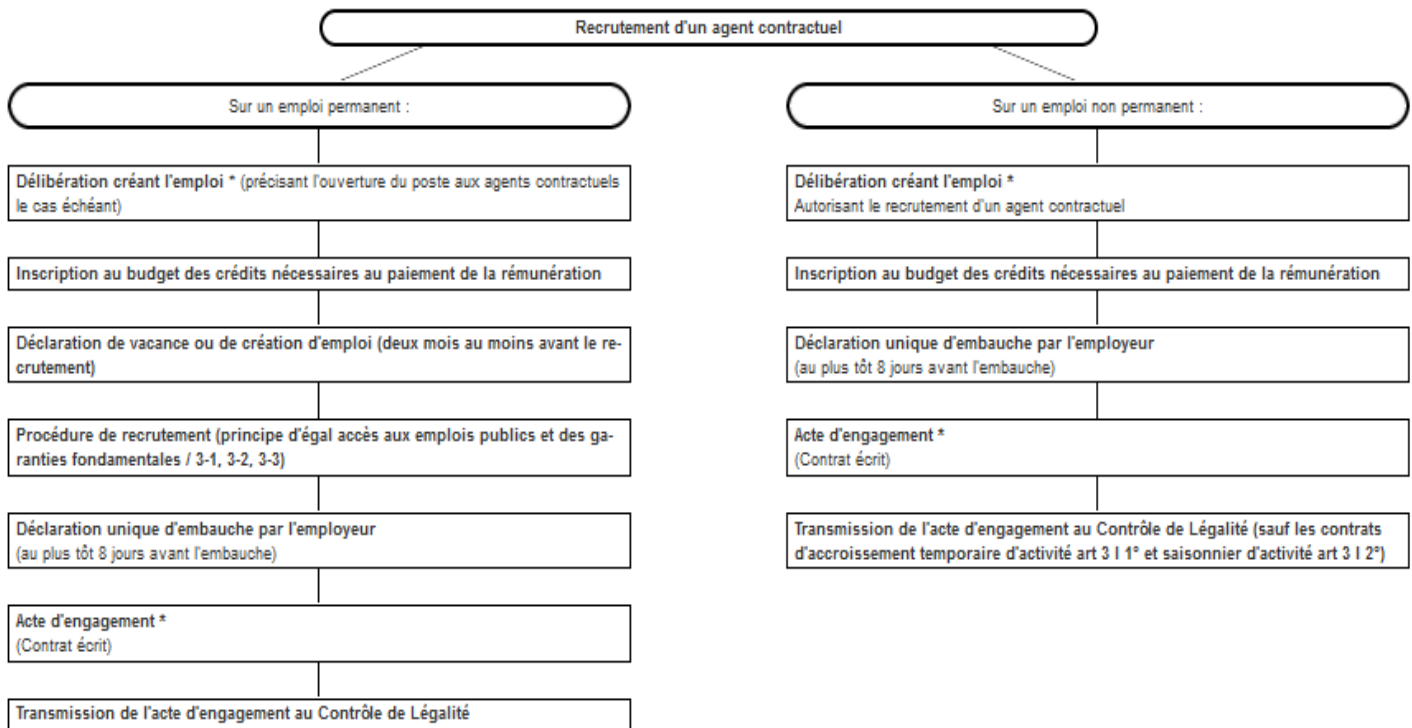 Recrutement d'un agent contractuel
Sur un emploi permanent :
Délibération créant l'emploi * (précisant l'ouverture du poste aux agents contractuels
le cas échéant)
Inscription au budget des crédits nécessaires au paiement de la rémunération
Déclaration de vacance ou de création d'emploi (deux mois au moins avant le re-
crutement)
Procédure de recrutement (principe d'égal accès aux emplois publics et des ga-
ranties fondamentales / 3-1, 3-2, 3-3)
Déclaration unique d'embauche par l'employeur
(au plus tôt 8 jours avant l'embauche)
Acte d'engagement *
(Contrat écrit)
Transmission de l'acte d'engagement au Contrôle de Légalité
Sur un emploi non permanent :
Délibération créant l'emploi *
Autorisant le recrutement d'un agent contractuel
Inscription au budget des crédits nécessaires au paiement de la rémunération
Déclaration unique d'embauche par l'employeur
(au plus tôt 8 jours avant l'embauche)
Acte d'engagement *
(Contrat écrit)
Transmission de l'acte d'engagement au Contrôle de Légalité (sauf les contrats
d'accroissement temporaire d'activité art 3 I 1° et saisonnier d'activité art 3 I 2°)